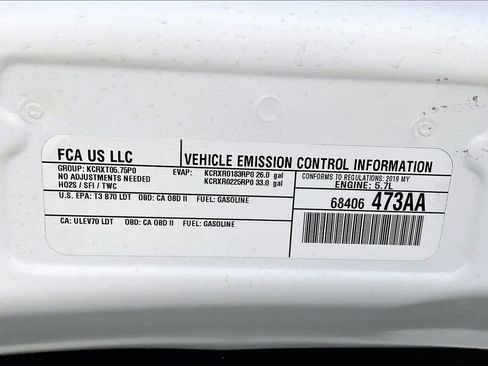 FCA US LLC
VEHICLE EMISSION CONTROL INFORMATION
GROUP: KCRXT05.75P0
NO ADJUSTMENTS NEEDED
HO2S / SFI / TWC
EVAP: KCRXR0183RP0 26.0 gal
KCRXR0225RP0 33.0 gal
CONFORMS TO REGULATIONS: 2019 MY
ENGINE: 5.7L
U.S. EPA: T3 B70 LDT OBD: CA OBD II FUEL: GASOLINE
CA: ULEV70 LDT OBD: CA OBD II FUEL: GASOLINE
68406 473AA